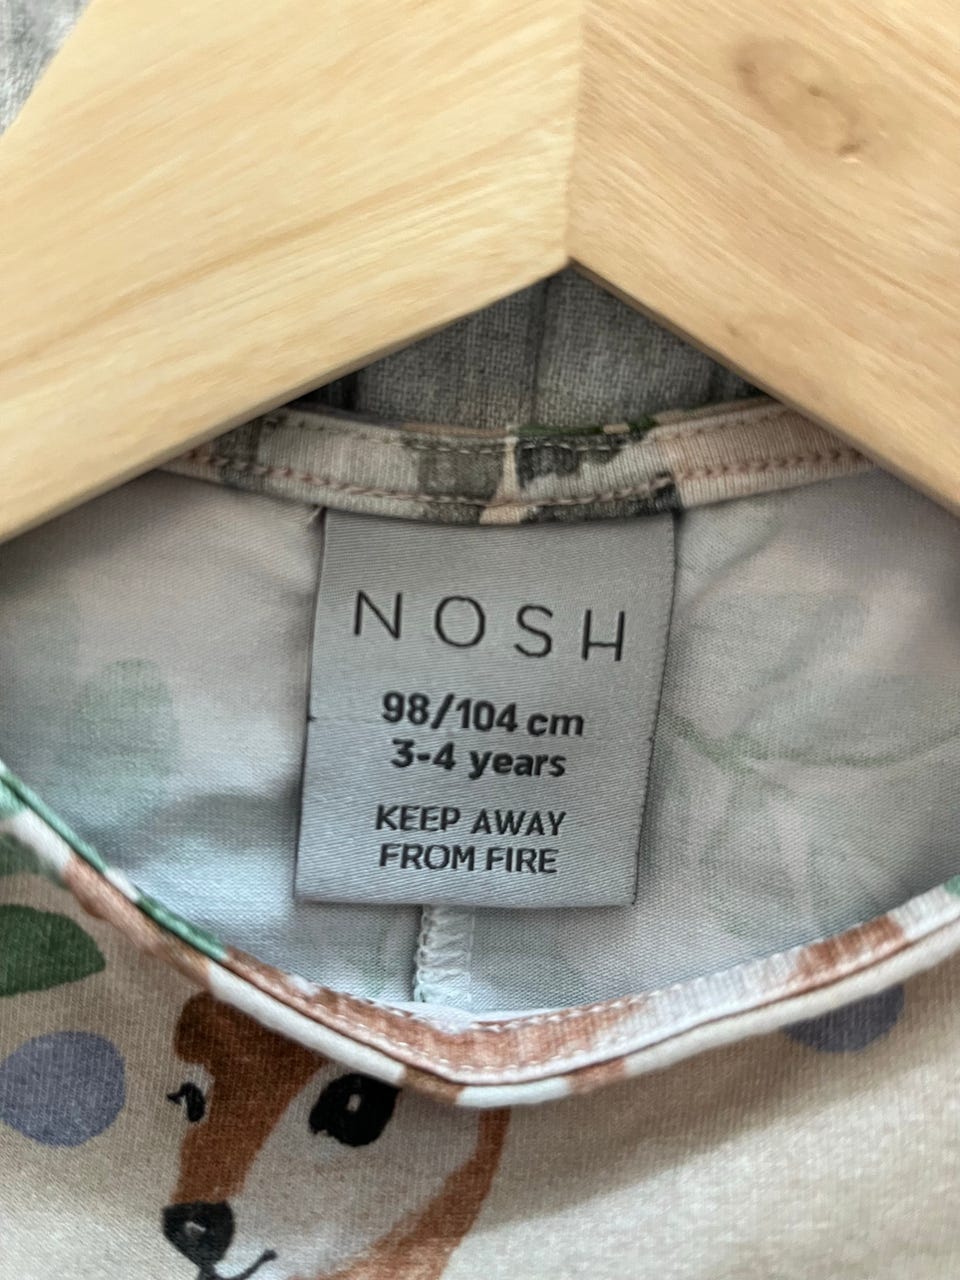 NOSH
98/104 cm
3-4 years
KEEP AWAY
FROM FIRE